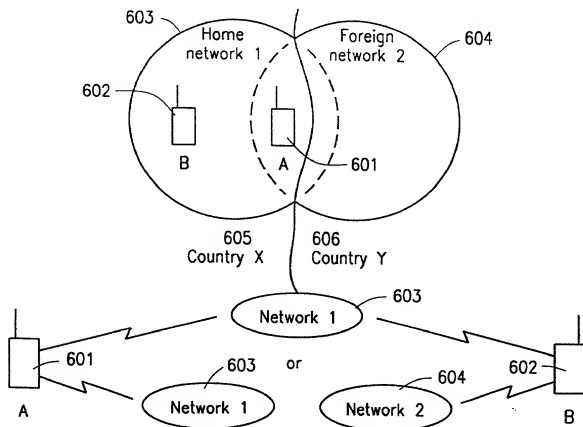 603
Home
network 1
Foreign
network 2
604
602
B
A
601
605
Country X
606
Country Y
Network 1
603
601
A
or
603
Network 1
604
Network 2
602
B